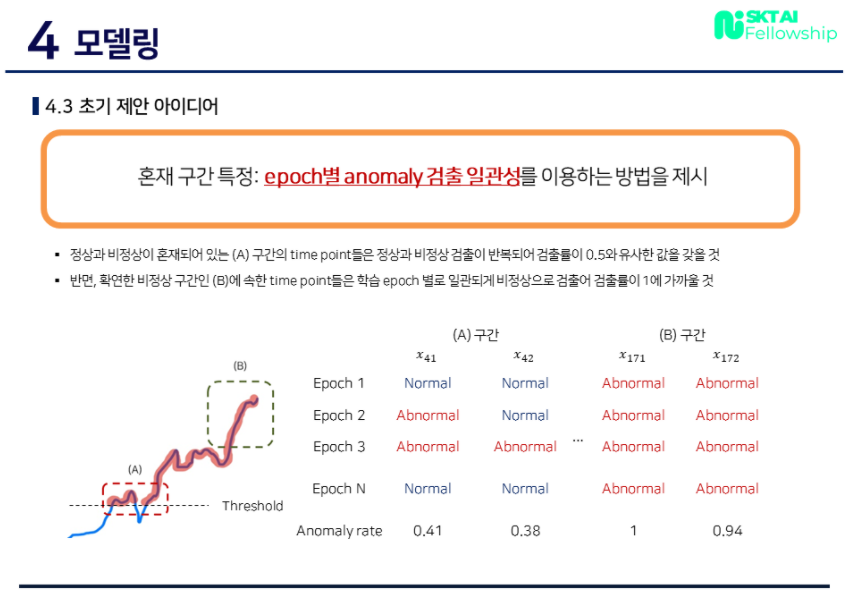 4 모델링
SKT AI
Fellowship
4.3 초기 제안 아이디어
혼재 구간 특정: epoch별 anomaly 검출 일관성를 이용하는 방법을 제시
▪ 정상과 비정상이 혼재되어 있는 (A) 구간의 time point들은 정상과 비정상 검출이 반복되어 검출률이 0.5와 유사한 값을 갖을 것
▪ 반면, 확연한 비정상 구간인 (B)에 속한 time point들은 학습 epoch 별로 일관되게 비정상으로 검출어 검출률이 1에 가까울 것
(A) 구간 (B) 구간
x41 x42 x171 x172
Epoch 1 Normal Normal Abnormal Abnormal
Epoch 2 Abnormal Normal Abnormal Abnormal
Epoch 3 Abnormal Abnormal ... Abnormal Abnormal
Epoch N Normal Normal Abnormal Abnormal
Anomaly rate 0.41 0.38 1 0.94
(B)
(A)
Threshold